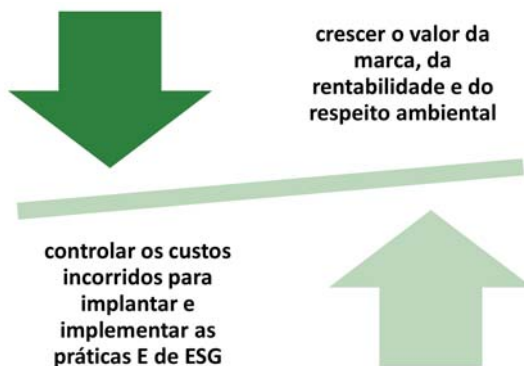 crescer o valor da
marca, da
rentabilidade e do
respeito ambiental
controlar os custos
incorridos para
implantar e
implementar as
práticas E de ESG